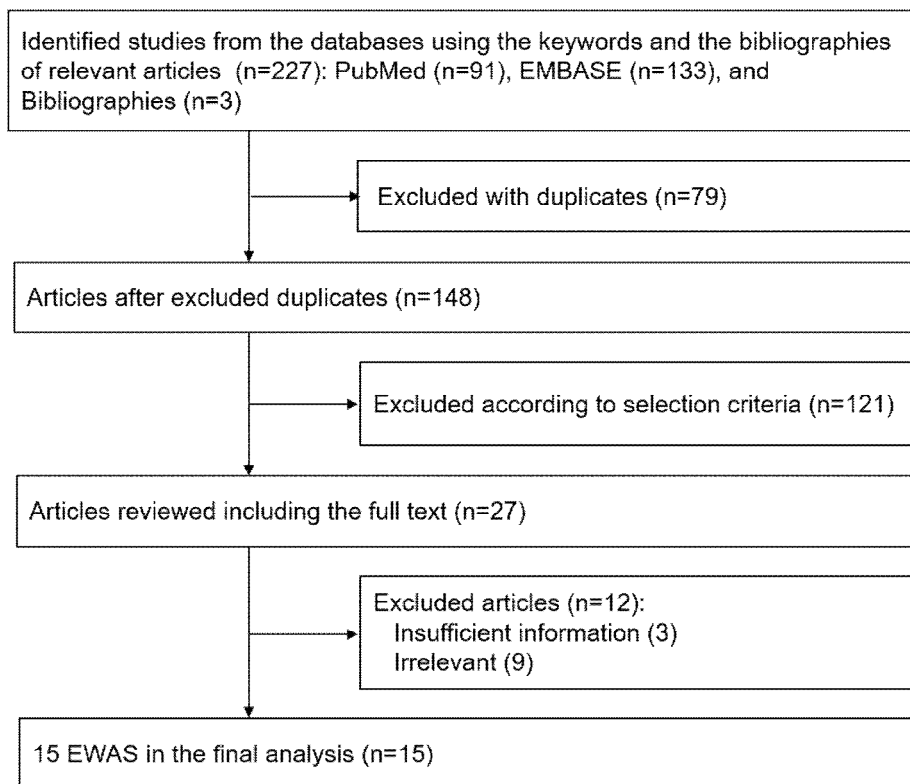 Identified studies from the databases using the keywords and the bibliographies
of relevant articles (n=227): PubMed (n=91), EMBASE (n=133), and
Bibliographies (n=3)
Excluded with duplicates (n=79)
Articles after excluded duplicates (n=148)
Excluded according to selection criteria (n=121)
Articles reviewed including the full text (n=27)
Excluded articles (n=12):
Insufficient information (3)
Irrelevant (9)
15 EWAS in the final analysis (n=15)